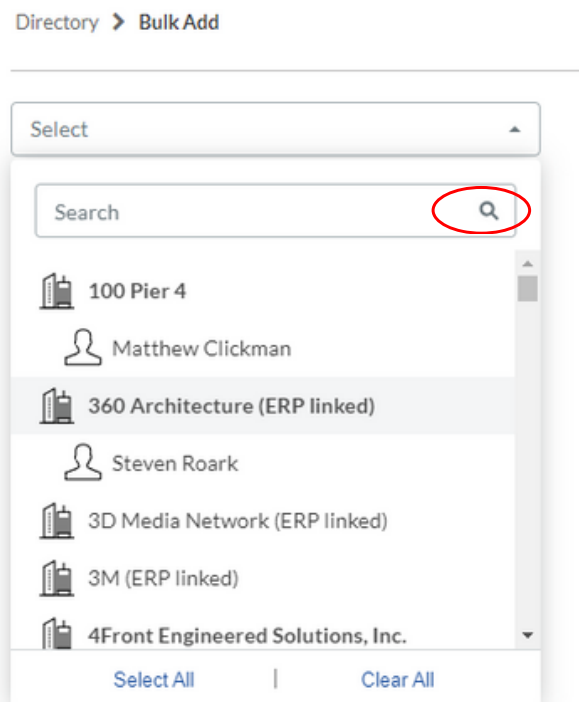 Directory > Bulk Add
Select
Search
100 Pier 4
Matthew Clickman
360 Architecture (ERP linked)
Steven Roark
3D Media Network (ERP linked)
3M (ERP linked)
4Front Engineered Solutions, Inc.
Select All | Clear All